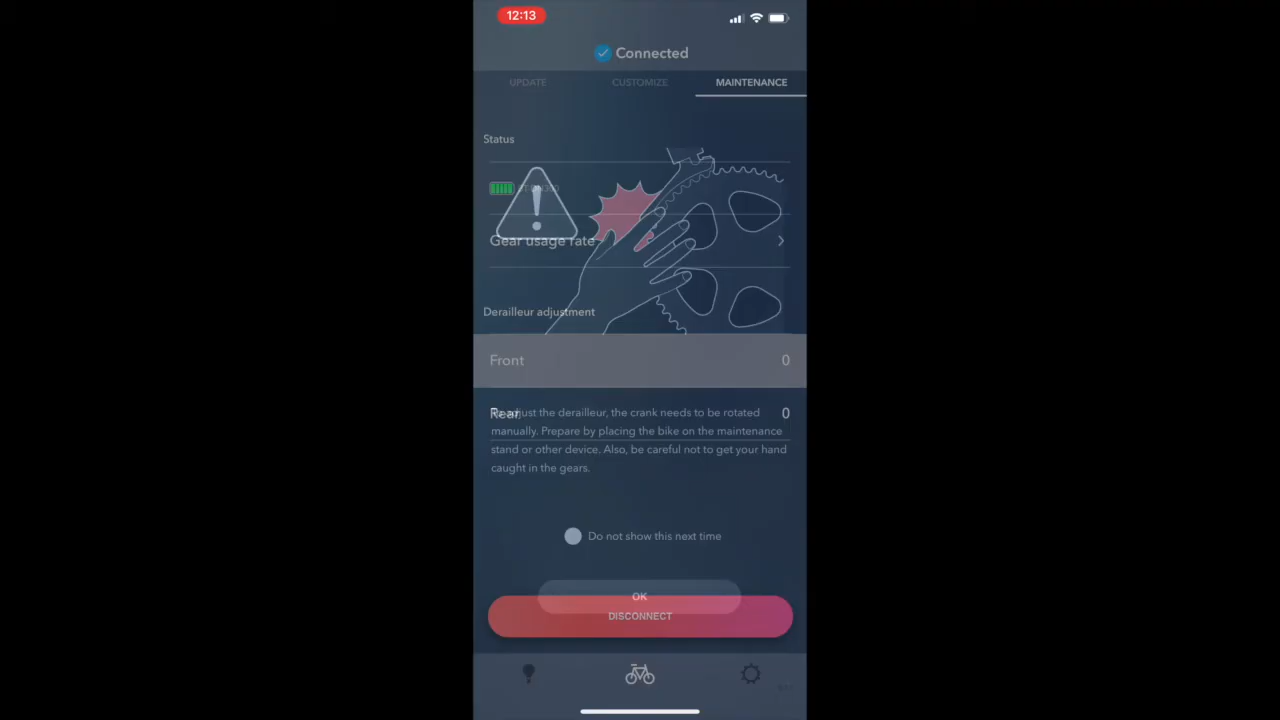 12:13
Connected
UPDATE CUSTOMIZE MAINTENANCE
Status
Gear usage rate
Derailleur adjustment
Front 0
Rear 0
To adjust the derailleur, the crank needs to be rotated
manually. Prepare by placing the bike on the maintenance
stand or other device. Also, be careful not to get your hand
caught in the gears.
Do not show this next time
OK
DISCONNECT